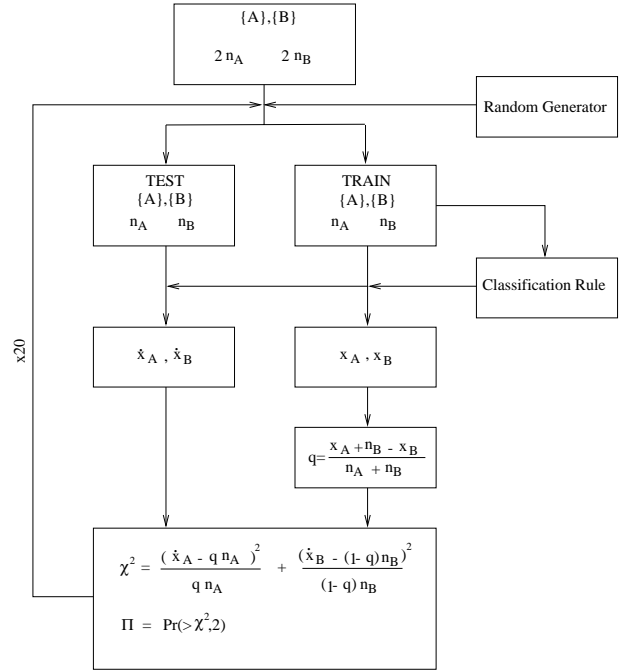 {A},{B}
2 n_A 2 n_B
Random Generator
TEST
{A},{B}
n_A n_B
TRAIN
{A},{B}
n_A n_B
Classification Rule
x20
ẋ_A , ẋ_B
x_A , x_B
q= (x_A + n_B - x_B) / (n_A + n_B)
χ² = (ẋ_A - q n_A)² / (q n_A) + (ẋ_B - (1- q) n_B)² / ((1- q) n_B)
Π = Pr(>χ²,2)